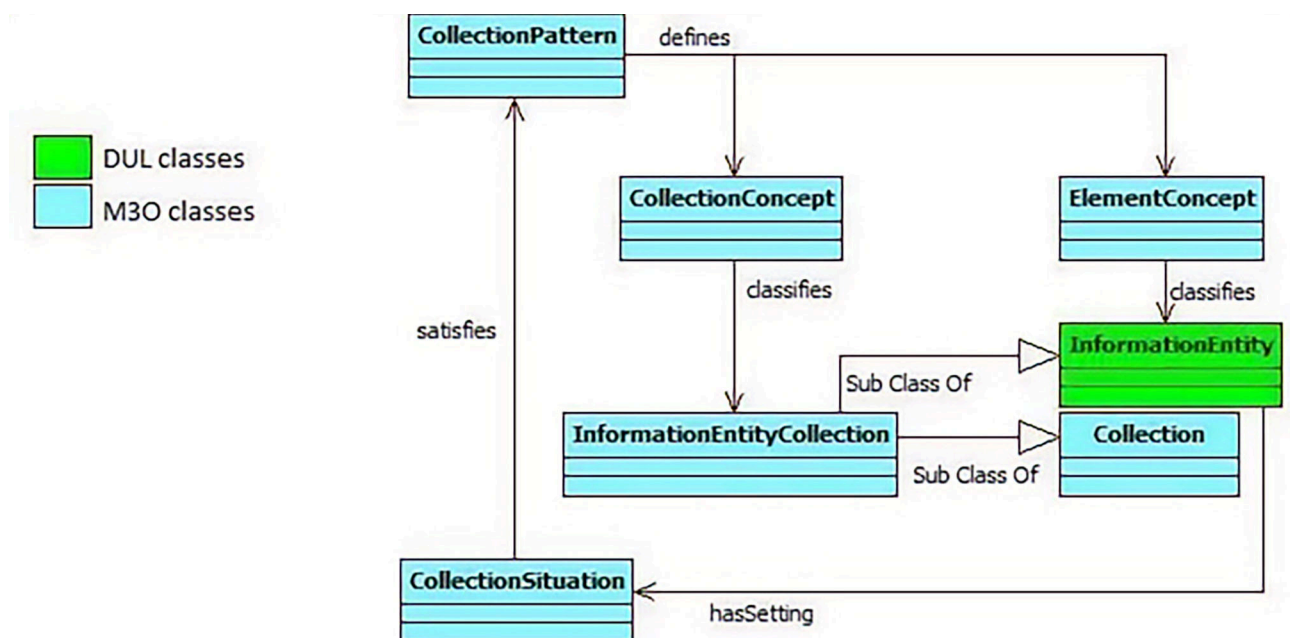 CollectionPattern
defines
DUL classes
M3O classes
CollectionConcept
ElementConcept
classifies
classifies
satisfies
InformationEntity
Sub Class Of
InformationEntityCollection
Collection
Sub Class Of
CollectionSituation
hasSetting